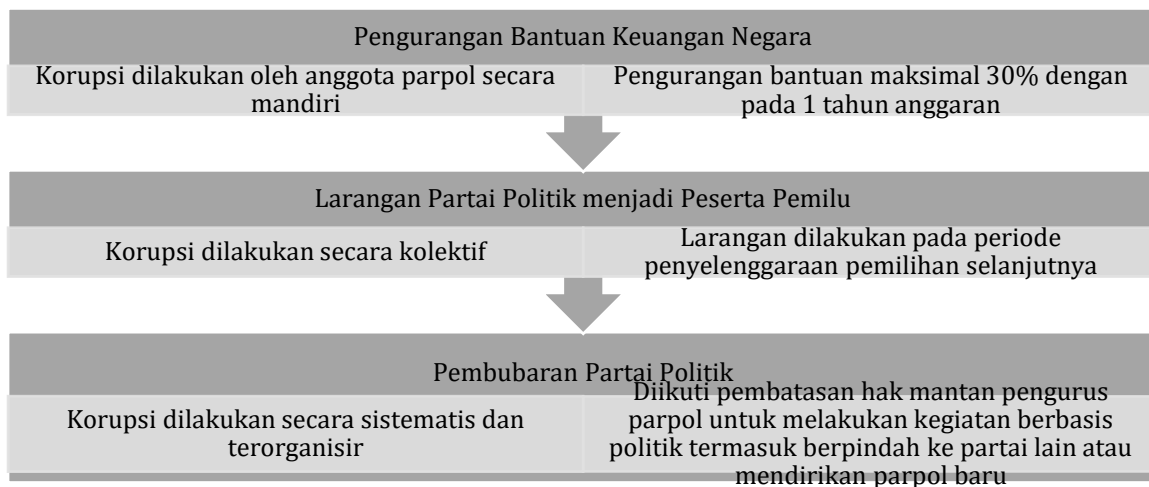 Pengurangan Bantuan Keuangan Negara
Korupsi dilakukan oleh anggota parpol secara
mandiri
Pengurangan bantuan maksimal 30% dengan
pada 1 tahun anggaran
Larangan Partai Politik menjadi Peserta Pemilu
Korupsi dilakukan secara kolektif
Larangan dilakukan pada periode
penyelenggaraan pemilihan selanjutnya
Pembubaran Partai Politik
Korupsi dilakukan secara sistematis dan
terorganisir
Diikuti pembatasan hak mantan pengurus
parpol untuk melakukan kegiatan berbasis
politik termasuk berpindah ke partai lain atau
mendirikan parpol baru